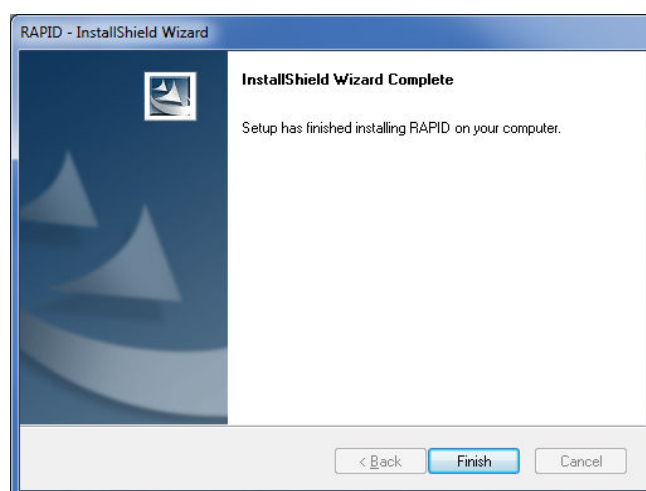 RAPID - InstallShield Wizard
InstallShield Wizard Complete
Setup has finished installing RAPID on your computer.
< Back Finish Cancel